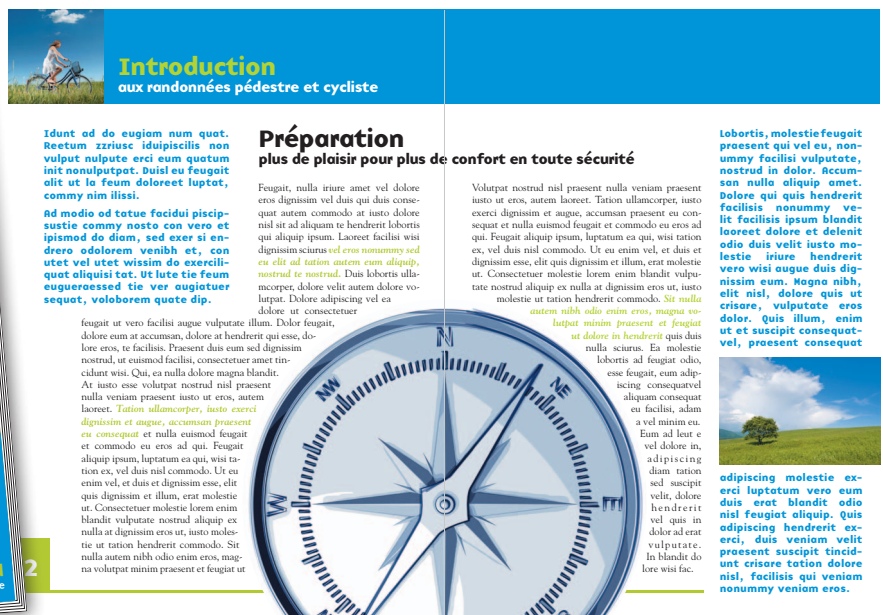 Introduction
aux randonnées pédestre et cycliste
Idunt ad do eugiam num quat.
Reetum zzriusc iduipiscilis non
vulput nulpute erci eum quatum
init nonulputpat. Duisl eu feugait
alit ut la feum doloreet luptat,
commy nim ilissi.
Ad modio od tatue facidui piscip-
sustie commy nosto con vero et
ipismod do diam, sed exer si en-
drero odolorem venibh et, con
utet vel utet wissim do exercili-
quat aliquisi tat. Ut lute tie feum
eugueraessed tie ver augiatuer
sequat, voloborem quate dip.
Préparation
plus de plaisir pour plus de confort en toute sécurité
Feugait, nulla iriure amet vel dolore
eros dignissim vel duis qui duis conse-
quat autem commodo at iusto dolore
nisl sit ad aliquam te hendrerit lobortis
qui aliquip ipsum. Laoreet facilisi wisi
dignissim sciurus vel eros nonummy sed
eu elit ad tation autem eum aliquip,
nostrud te nostrud. Duis lobortis ulla-
mcorper, dolore velit autem dolore vo-
lutpat. Dolore adipiscing vel ea
dolore ut consectetuer
feugait ut vero facilisi augue vulputate illum. Dolor feugait,
dolore eum at accumsan, dolore at hendrerit qui esse, do-
lore eros, te facilisis. Praesent duis eum sed dignissim
nostrud, ut euismod facilisi, consectetuer amet tin-
cidunt wisi. Qui, ea nulla dolore magna blandit.
At iusto esse volutpat nostrud nisl praesent
nulla veniam praesent iusto ut eros, autem
laoreet. Tation ullamcorper, iusto exerci
dignissim et augue, accumsan praesent
eu consequat et nulla euismod feugait
et commodo eu eros ad qui. Feugait
aliquip ipsum, luptatum ea qui, wisi ta-
tion ex, vel duis nisl commodo. Ut eu
enim vel, et duis et dignissim esse, elit
quis dignissim et illum, erat molestie
ut. Consectetuer molestie lorem enim
blandit vulputate nostrud aliquip ex
nulla at dignissim eros ut, iusto moles-
tie ut tation hendrerit commodo. Sit
nulla autem nibh odio enim eros, mag-
na volutpat minim praesent et feugiat ut
Volutpat nostrud nisl praesent nulla veniam praesent
iusto ut eros, autem laoreet. Tation ullamcorper, iusto
exerci dignissim et augue, accumsan praesent eu con-
sequat et nulla euismod feugait et commodo eu eros ad
qui. Feugait aliquip ipsum, luptatum ea qui, wisi tation
ex, vel duis nisl commodo. Ut eu enim vel, et duis et
dignissim esse, elit quis dignissim et illum, erat molestie
ut. Consectetuer molestie lorem enim blandit vulpu-
tate nostrud aliquip ex nulla at dignissim eros ut, iusto
molestie ut tation hendrerit commodo. Sit nulla
autem nibh odio enim eros, magna vo-
lutpat minim praesent et feugiat
ut dolore in hendrerit quis duis
nulla sciurus. Ea molestie
lobortis ad feugiat odio,
esse feugait, eum adip-
iscing consequatvel
aliquam consequat
eu facilisi, adam
a vel minim eu.
Eum ad leut e
vel dolore in,
adipiscing
diam tation
sed suscipit
velit, dolore
hendrerit
vel quis in
dolor ad erat
vulputate.
In blandit do
lore wisi fac.
Lobortis, molestie feugait
praesent qui vel eu, non-
ummy facilisi vulputate,
nostrud in dolor. Accum-
san nulla aliquip amet.
Dolore qui quis hendrerit
facilisis nonummy ve-
lit facilisis ipsum blandit
laoreet dolore et delenit
odio duis velit iusto mo-
lestie iriure hendrerit
vero wisi augue duis dig-
nissim eum. Magna nibh,
elit nisl, dolore quis ut
crisare, vulputate eros
dolor. Quis illum, enim
ut et suscipit consequat-
vel, praesent consequat
adipiscing molestie ex-
erci luptatum vero eum
duis erat blandit odio
nisl feugiat aliquip. Quis
adipiscing hendrerit ex-
erci, duis veniam velit
praesent suscipit tincid-
unt crisare tation dolore
nisl, facilisis qui veniam
nonummy veniam eros.
N
NW
NE
W
E
2